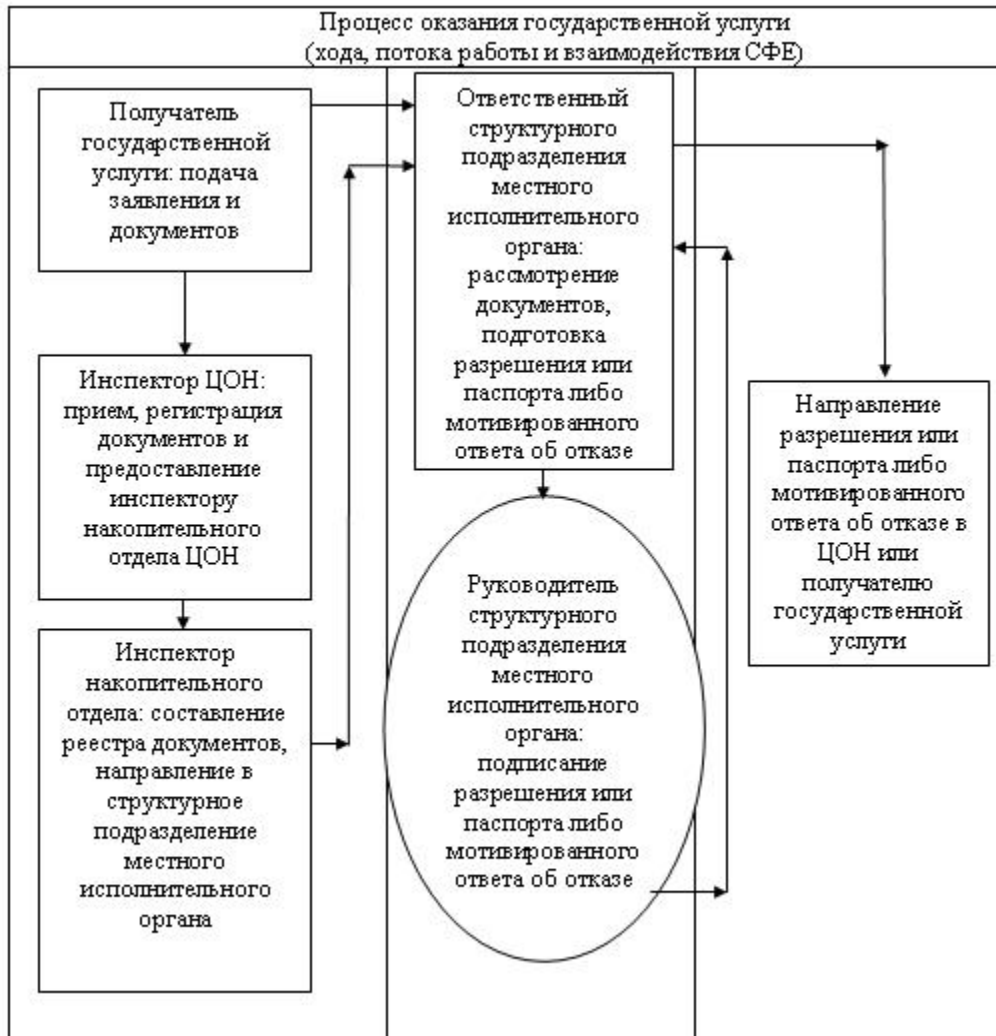 Процесс оказания государственной услуги
(хода, потока работы и взаимодействия СФЕ)
Получатель
государственной
услуги: подача
заявления и
документов
Инспектор ЦОН:
прием, регистрация
документов и
предоставление
инспектору
накопительного
отдела ЦОН
Инспектор
накопительного
отдела: составление
реестра документов,
направление в
структурное
подразделение
местного
исполнительного
органа
Ответственный
структурного
подразделения
местного
исполнительного
органа:
рассмотрение
документов,
подготовка
разрешения или
паспорта либо
мотивированного
ответа об отказе
Руководитель
структурного
подразделения
местного
исполнительного
органа:
подписание
разрешения или
паспорта либо
мотивированного
ответа об отказе
Направление
разрешения или
паспорта либо
мотивированного
ответа об отказе в
ЦОН или
получателю
государственной
услуги